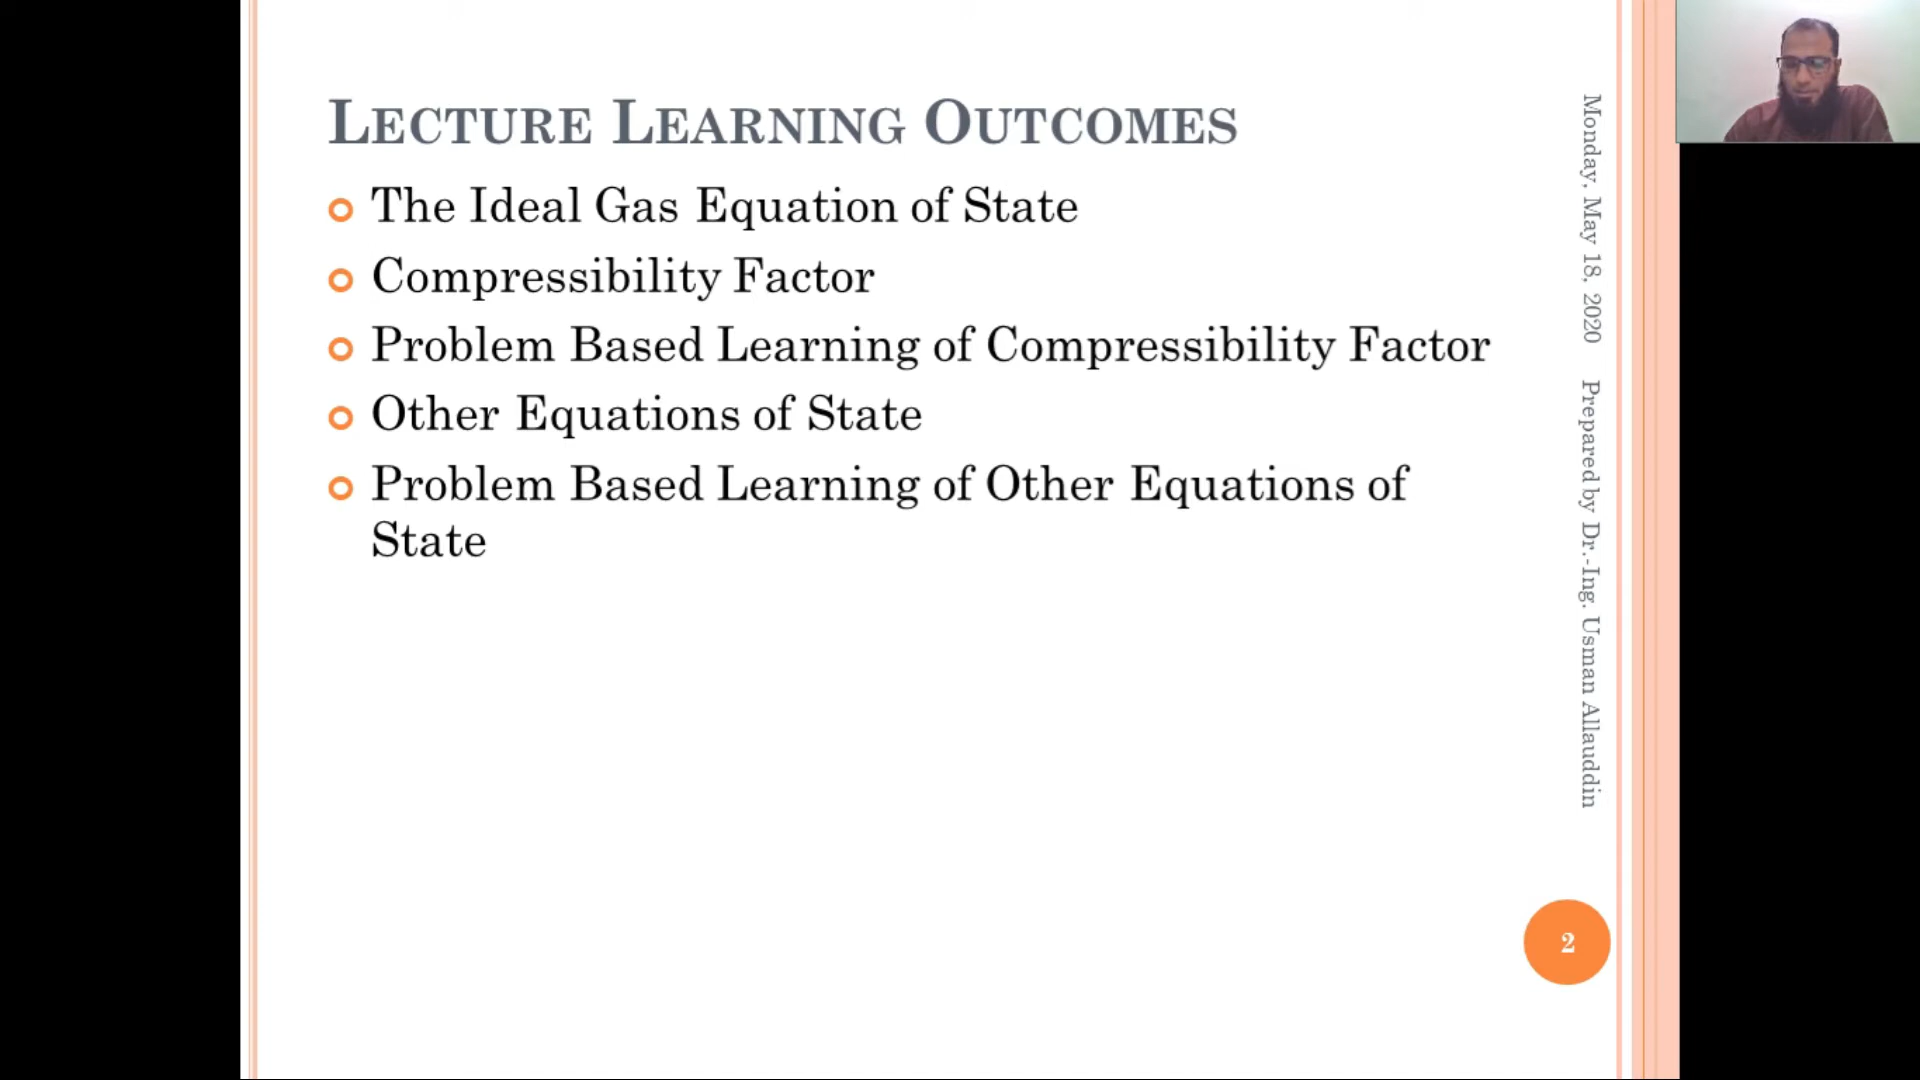 LECTURE LEARNING OUTCOMES
The Ideal Gas Equation of State
Compressibility Factor
Problem Based Learning of Compressibility Factor
Other Equations of State
Problem Based Learning of Other Equations of
State
Monday, May 18, 2020 Prepared by Dr.-Ing. Usman Allauddin
2